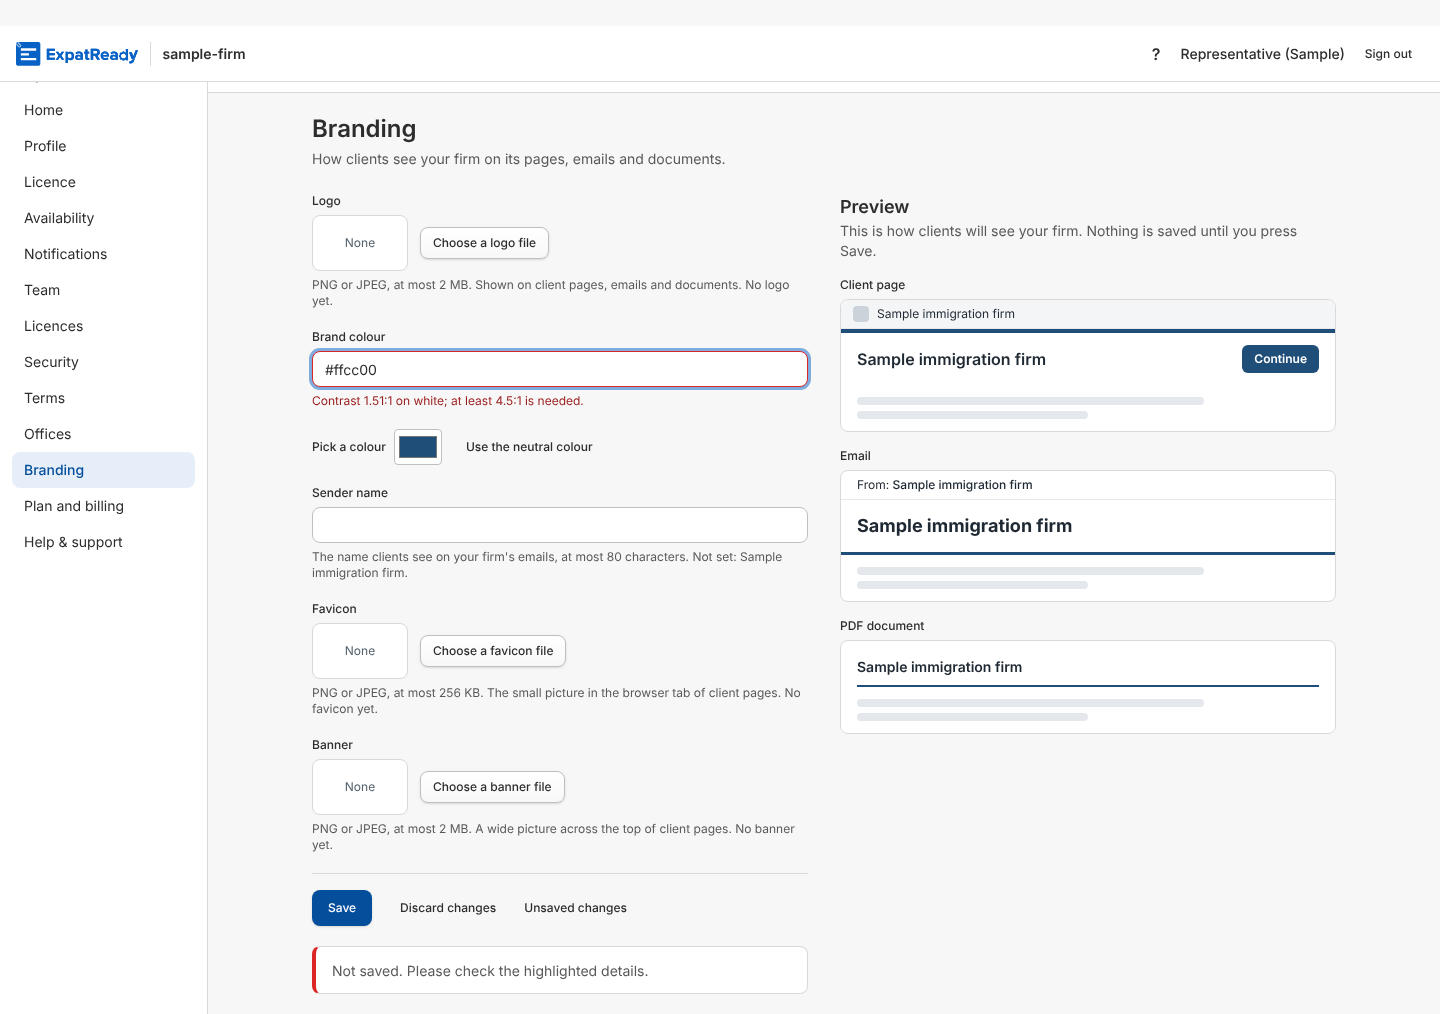 ExpatReady
sample-firm
?
Representative (Sample)
Sign out
Home
Profile
Licence
Availability
Notifications
Team
Licences
Security
Terms
Offices
Branding
Plan and billing
Help & support
Branding
How clients see your firm on its pages, emails and documents.
Logo
None
Choose a logo file
PNG or JPEG, at most 2 MB. Shown on client pages, emails and documents. No logo
yet.
Brand colour
#ffcc00
Contrast 1.51:1 on white; at least 4.5:1 is needed.
Pick a colour
Use the neutral colour
Sender name
The name clients see on your firm's emails, at most 80 characters. Not set: Sample
immigration firm.
Favicon
None
Choose a favicon file
PNG or JPEG, at most 256 KB. The small picture in the browser tab of client pages. No
favicon yet.
Banner
None
Choose a banner file
PNG or JPEG, at most 2 MB. A wide picture across the top of client pages. No banner
yet.
Save
Discard changes
Unsaved changes
Not saved. Please check the highlighted details.
Preview
This is how clients will see your firm. Nothing is saved until you press
Save.
Client page
Sample immigration firm
Sample immigration firm
Continue
Email
From: Sample immigration firm
Sample immigration firm
PDF document
Sample immigration firm